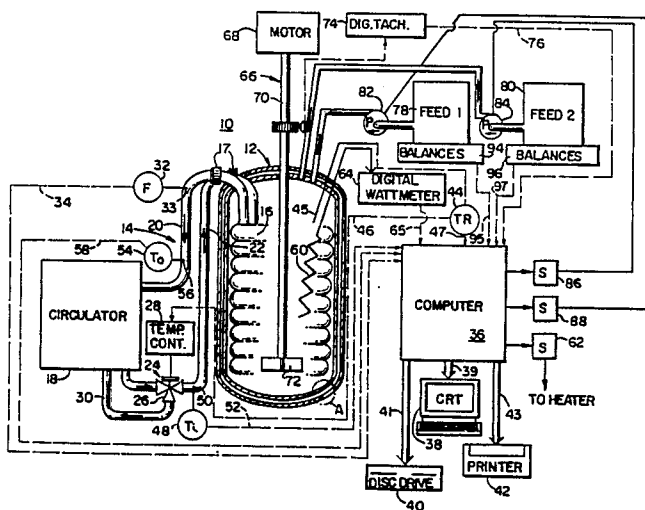 68
MOTOR
74
DIG. TACH.
76
66
70
82
80
10
78
FEED 1
84
FEED 2
P1
12
17
94
BALANCES
96
BALANCES
97
32
F
33
64
DIGITAL
WATTMETER
44
34
16
45
TR
20
14
22
46
65
47
95
58
54
To
56
60
S
86
COMPUTER
36
S
88
CIRCULATOR
28
TEMP.
CONT.
18
24
26
50
72
S
62
39
30
52
A
41
CRT
43
TO HEATER
48
Ti
38
PRINTER
DISC DRIVE
40
42